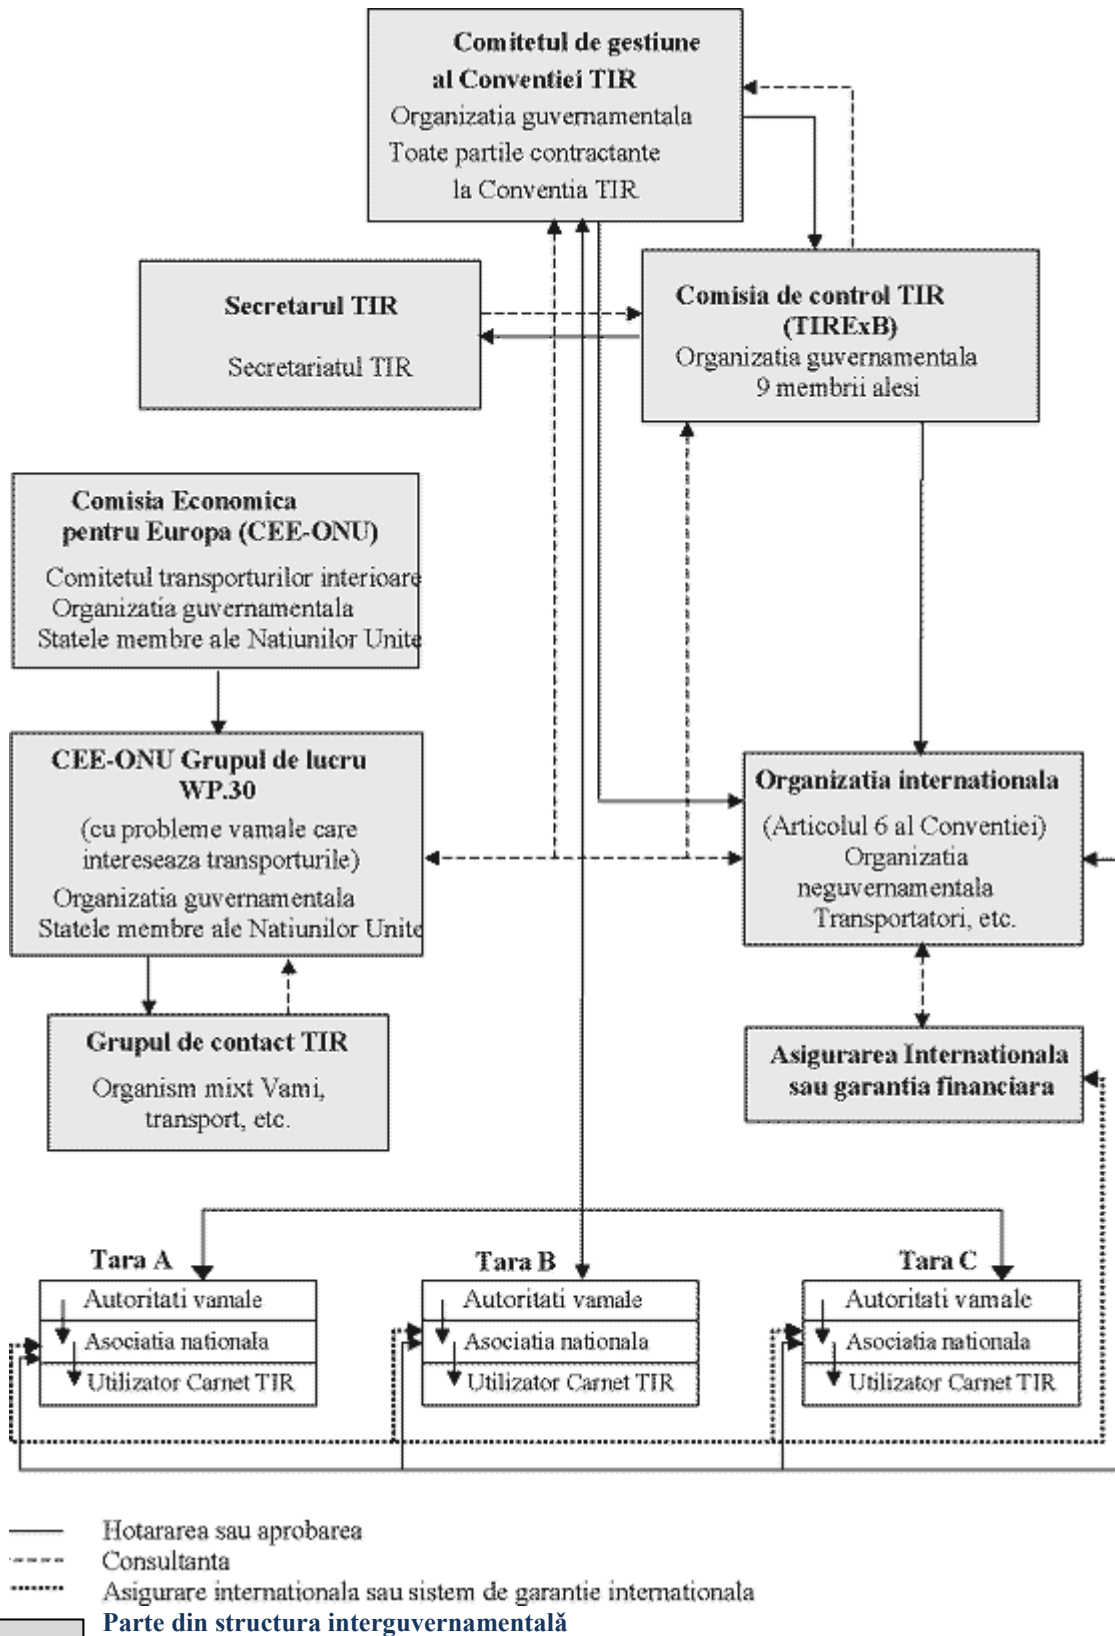 Comitetul de gestiune
al Conventiei TIR
Organizatia guvernamentala
Toate partile contractante
la Conventia TIR
Secretarul TIR
Secretariatul TIR
Comisia de control TIR
(TIRExB)
Organizatia guvernamentala
9 membrii alesi
Comisia Economica
pentru Europa (CEE-ONU)
Comitetul transporturilor interioare
Organizatia guvernamentala
Statele membre ale Natiunilor Unite
CEE-ONU Grupul de lucru
WP.30
(cu probleme vamale care
intereseaza transporturile)
Organizatia guvernamentala
Statele membre ale Natiunilor Unite
Organizatia internationala
(Articolul 6 al Conventiei)
Organizatia
neguvernamentala
Transportatori, etc.
Grupul de contact TIR
Organism mixt Vami,
transport, etc.
Asigurarea Internationala
sau garantia financiara
Tara A
Autoritati vamale
Asociatia nationala
Utilizator Carnet TIR
Tara B
Autoritati vamale
Asociatia nationala
Utilizator Carnet TIR
Tara C
Autoritati vamale
Asociatia nationala
Utilizator Carnet TIR
Hotararea sau aprobarea
Consultanta
Asigurare internationala sau sistem de garantie internationala
Parte din structura interguvernamentală